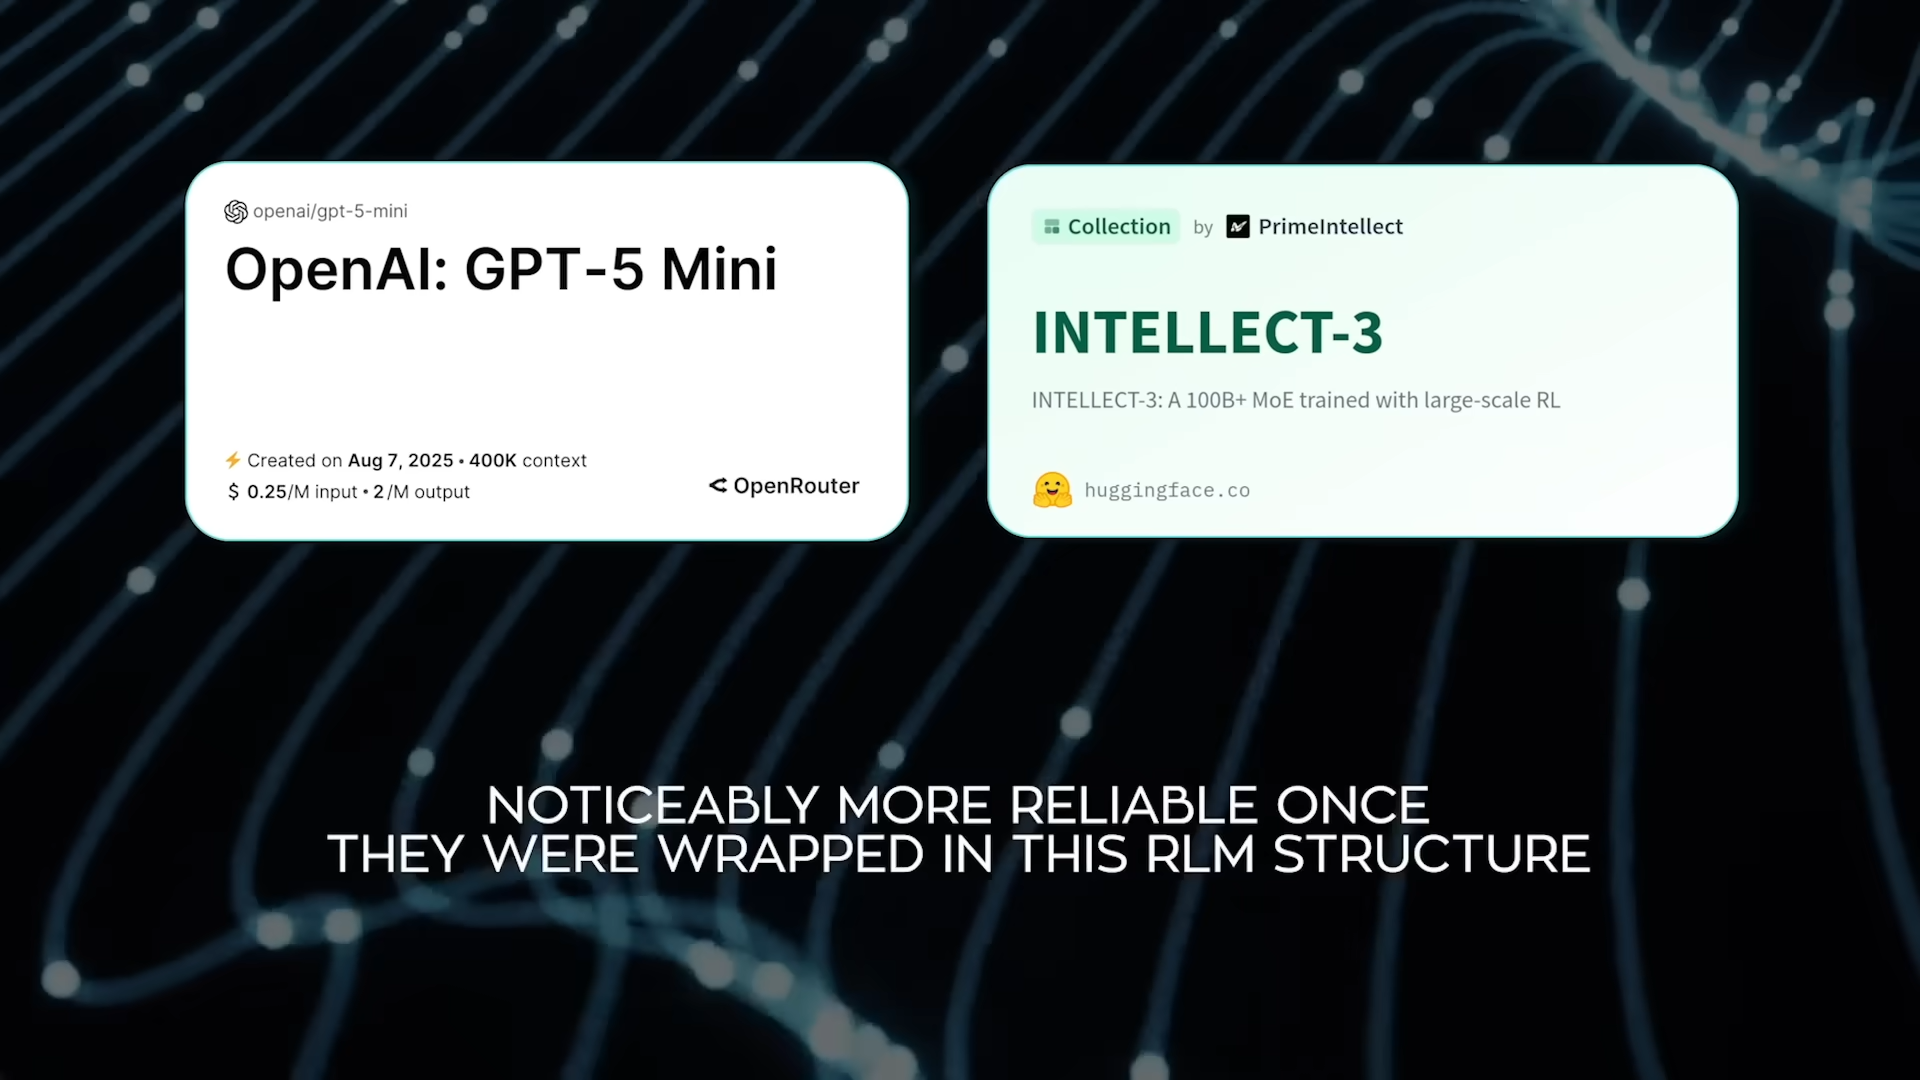 openai/gpt-5-mini
OpenAI: GPT-5 Mini
Created on Aug 7, 2025 • 400K context
$ 0.25/M input • 2/M output
OpenRouter
Collection by PrimeIntellect
INTELLECT-3
INTELLECT-3: A 100B+ MoE trained with large-scale RL
huggingface.co
NOTICEABLY MORE RELIABLE ONCE
THEY WERE WRAPPED IN THIS RLM STRUCTURE